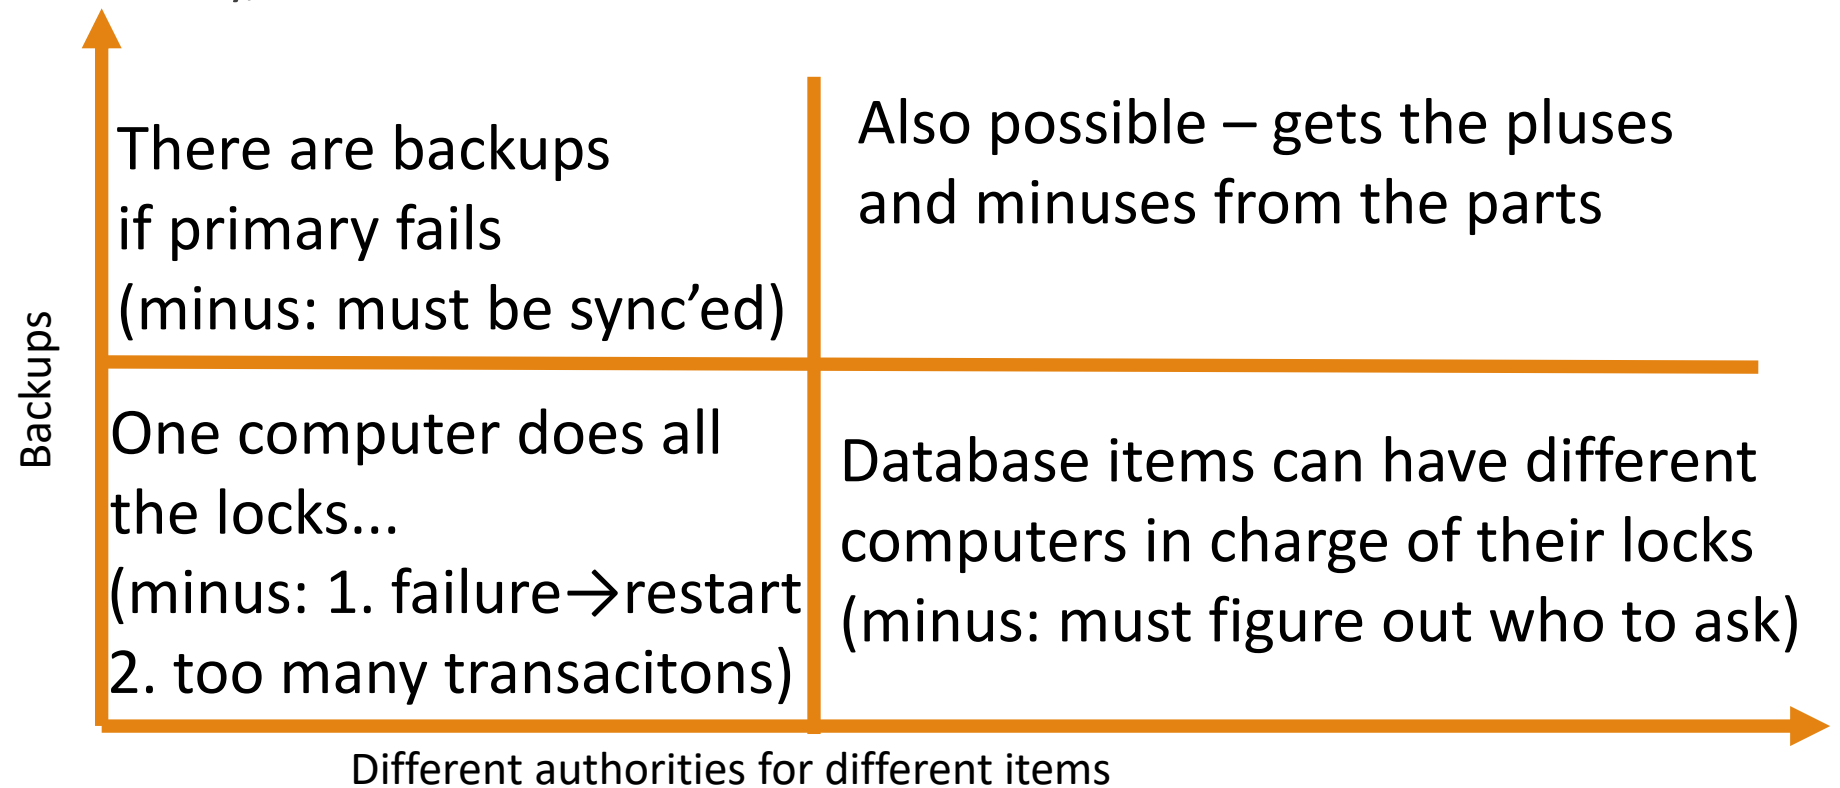 There are backups
if primary fails
(minus: must be sync’ed)
Also possible – gets the pluses
and minuses from the parts
Backups
One computer does all
the locks...
(minus: 1. failure→restart
2. too many transacitons)
Database items can have different
computers in charge of their locks
(minus: must figure out who to ask)
Different authorities for different items